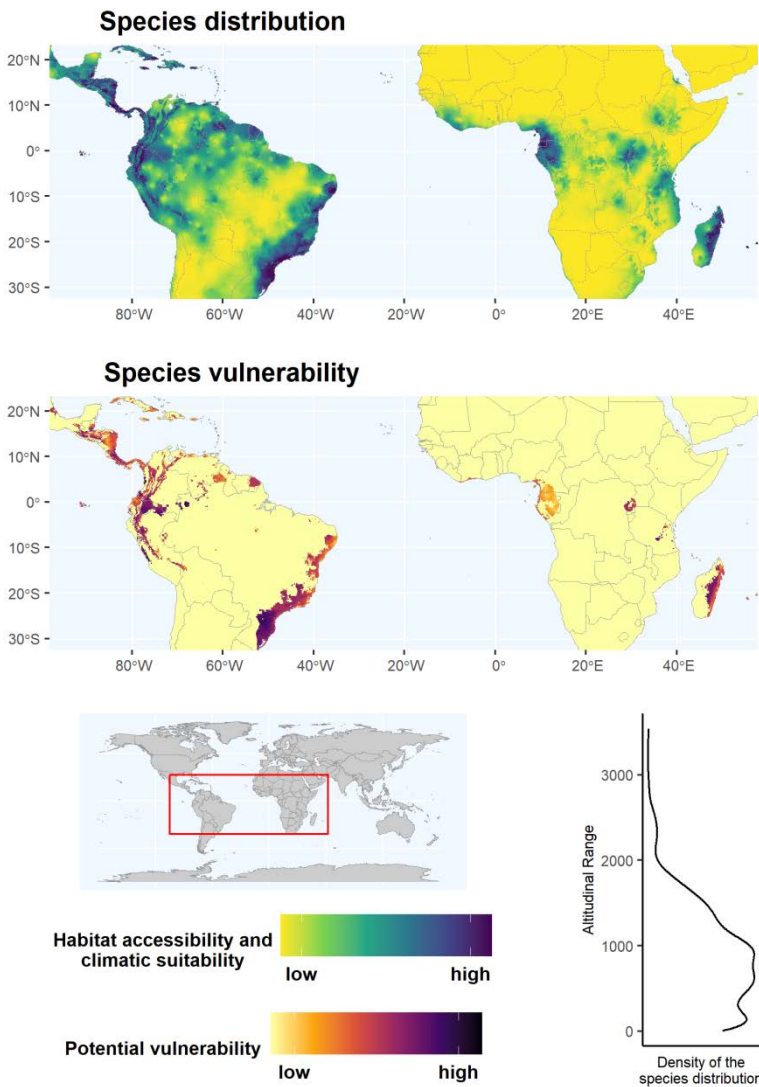 Species distribution
20°N
10°N
0°
10°S
20°S
30°S
80°W 60°W 40°W 20°W 0° 20°E 40°E
Species vulnerability
20°N
10°N
0°
10°S
20°S
30°S
80°W 60°W 40°W 20°W 0° 20°E 40°E
Habitat accessibility and
climatic suitability
low high
Potential vulnerability
low high
Altitudinal Range
3000
2000
1000
0
Density of the
species distribution